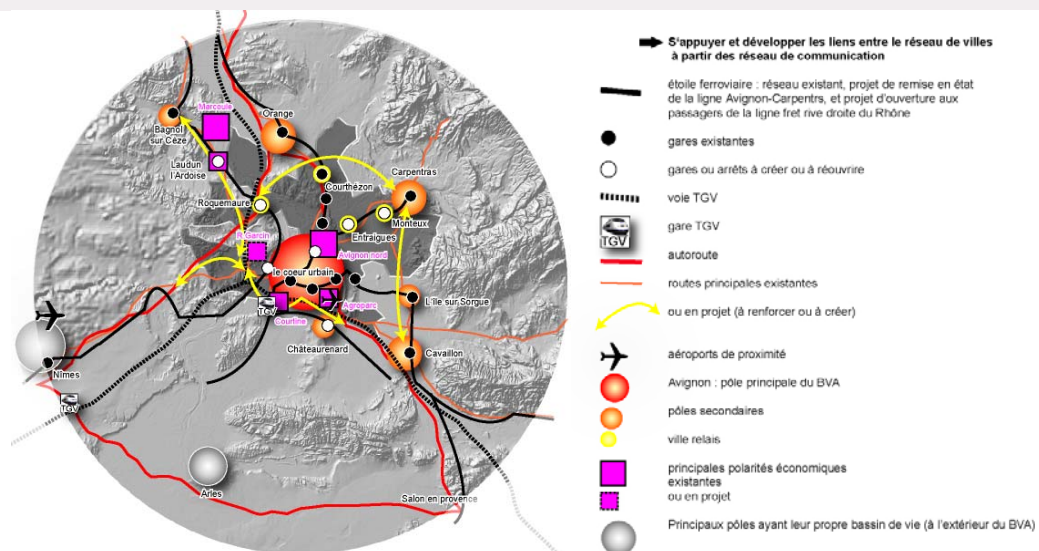 Marcoule
Bagnol
sur Cèze
Orange
Laudun
l'Ardoise
Courthézon
Carpentras
Roquemaure
Monteux
Entraigues
R Garcin
Avignon nord
le coeur urbain
TGV
Courtine
Agroparc
L'île sur Sorgue
Châteaurenard
Cavaillon
Nîmes
TGV
Arles
Salon en provence
S'appuyer et développer les liens entre le réseau de villes
à partir des réseau de communication
étoile ferroviaire : réseau existant, projet de remise en état
de la ligne Avignon-Carpentrs, et projet d'ouverture aux
passagers de la ligne fret rive droite du Rhône
gares existantes
gares ou arrêts à créer ou à réouvrir
voie TGV
TGV
gare TGV
autoroute
routes principales existantes
ou en projet (à renforcer ou à créer)
aéroports de proximité
Avignon : pôle principale du BVA
pôles secondaires
ville relais
principales polarités économiques
existantes
ou en projet
Principaux pôles ayant leur propre bassin de vie (à l'extérieur du BVA)